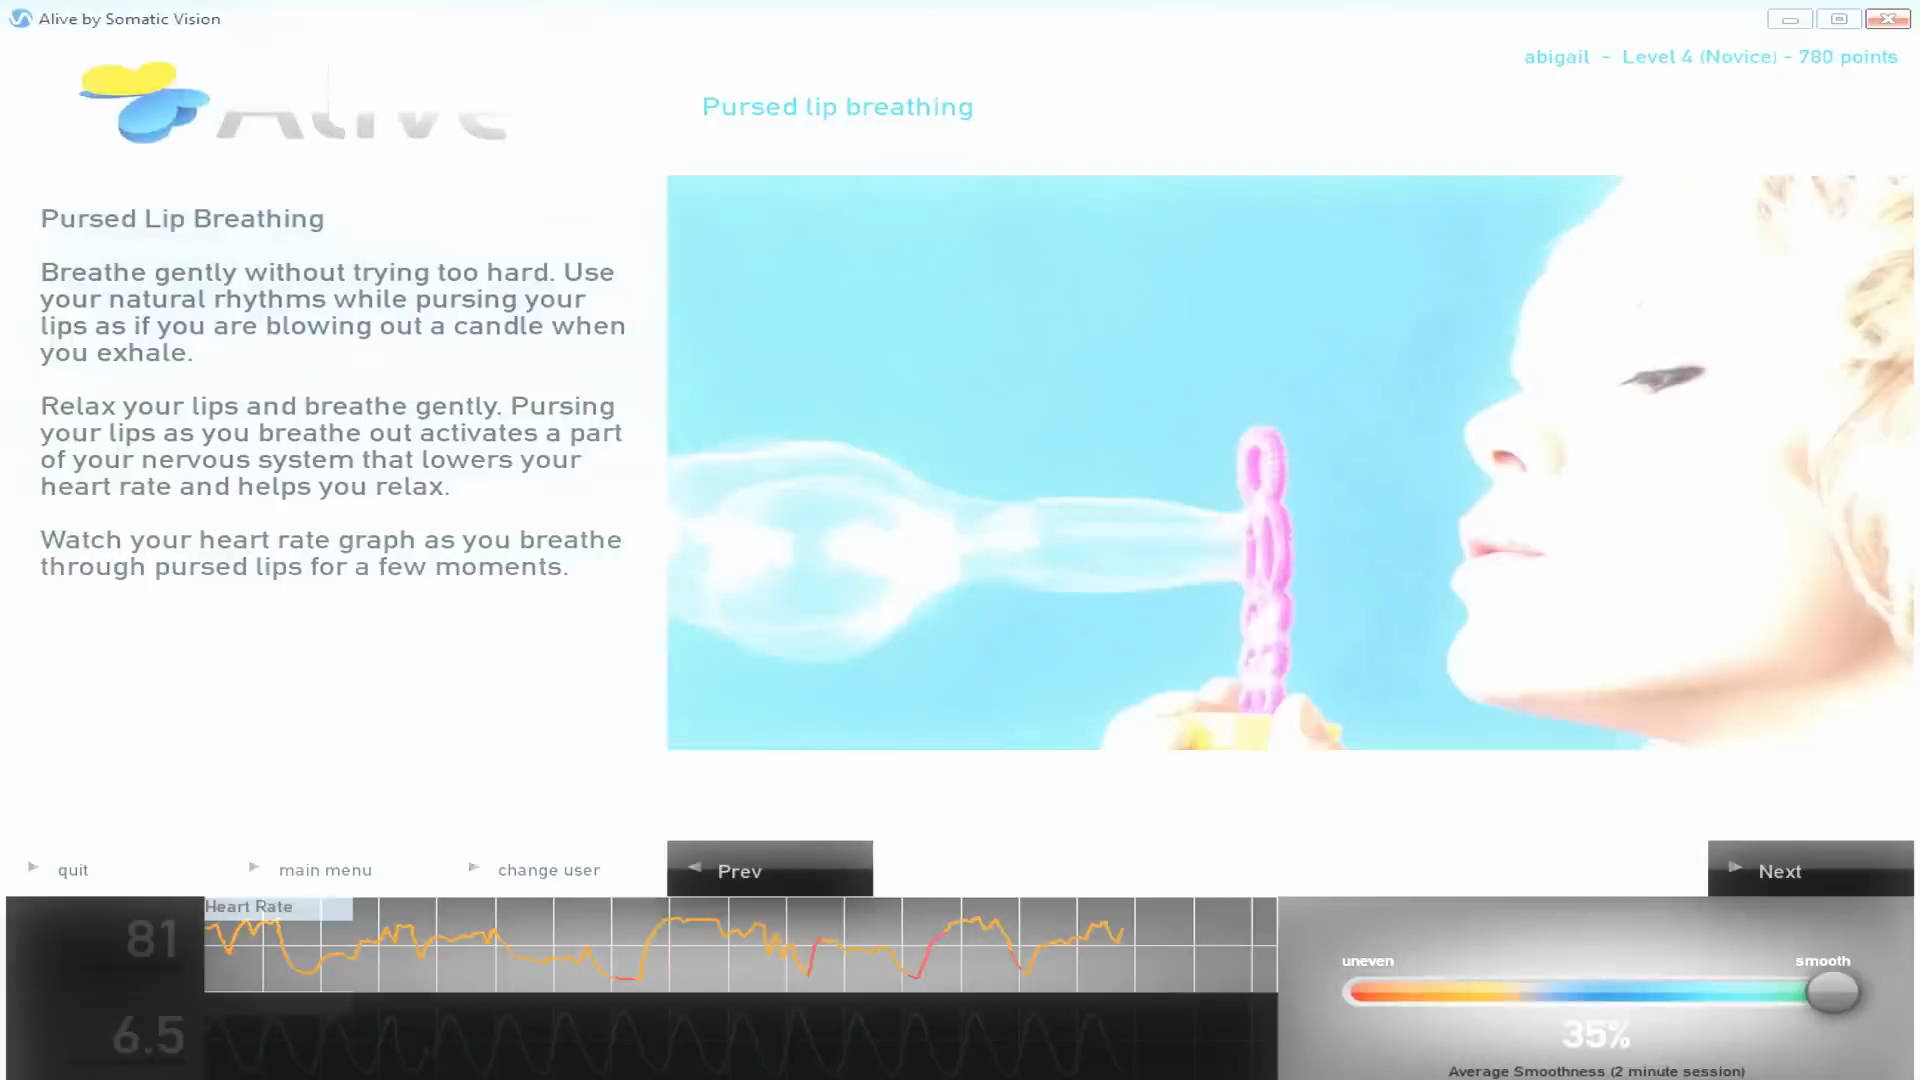 Alive by Somatic Vision
abigail - Level 4 (Novice) - 780 points
Alive
Pursed lip breathing
Pursed Lip Breathing
Breathe gently without trying too hard. Use
your natural rhythms while pursing your
lips as if you are blowing out a candle when
you exhale.
Relax your lips and breathe gently. Pursing
your lips as you breathe out activates a part
of your nervous system that lowers your
heart rate and helps you relax.
Watch your heart rate graph as you breathe
through pursed lips for a few moments.
quit
main menu
change user
Prev
Next
Heart Rate
81
6.5
uneven
smooth
35%
Average Smoothness (2 minute session)